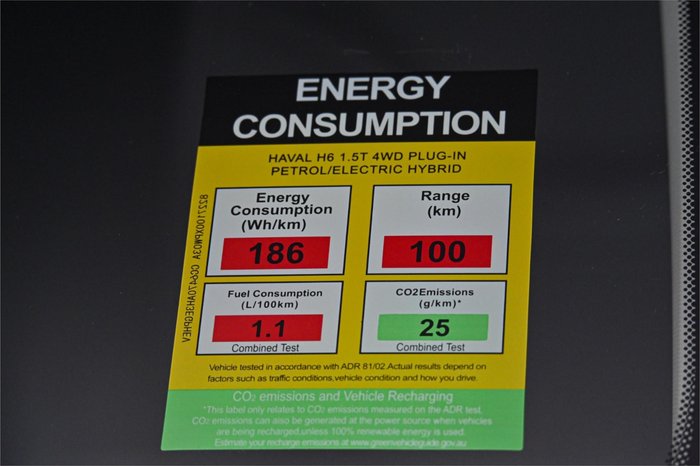 ENERGY
CONSUMPTION
HAVAL H6 1.5T 4WD PLUG-IN
PETROL/ELECTRIC HYBRID
Energy
Consumption
(Wh/km)
186
Range
(km)
100
Fuel Consumption
(L/100km)
1.1
Combined Test
CO2Emissions
(g/km)*
25
Combined Test
Vehicle tested in accordance with ADR 81/02.Actual results depend on
factors such as traffic conditions,vehicle condition and how you drive.
CO2 emissions and Vehicle Recharging
*This label only relates to CO2 emissions measured on the ADR test.
CO2 emissions can also be generated at the power source when vehicles
are being recharged,unless 100% renewable energy is used.
Estimate your recharge emissions at www.greenvehicleguide.gov.au